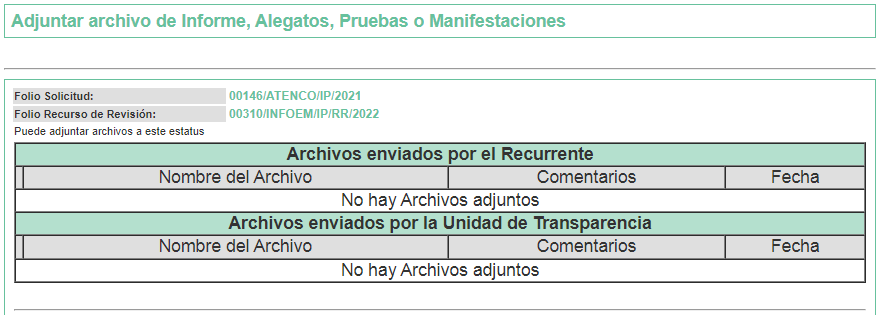 Adjuntar archivo de Informe, Alegatos, Pruebas o Manifestaciones
Folio Solicitud: 00146/ATENCO/IP/2021
Folio Recurso de Revisión: 00310/INFOEM/IP/RR/2022
Puede adjuntar archivos a este estatus
Archivos enviados por el Recurrente
Nombre del Archivo Comentarios Fecha
No hay Archivos adjuntos
Archivos enviados por la Unidad de Transparencia
Nombre del Archivo Comentarios Fecha
No hay Archivos adjuntos